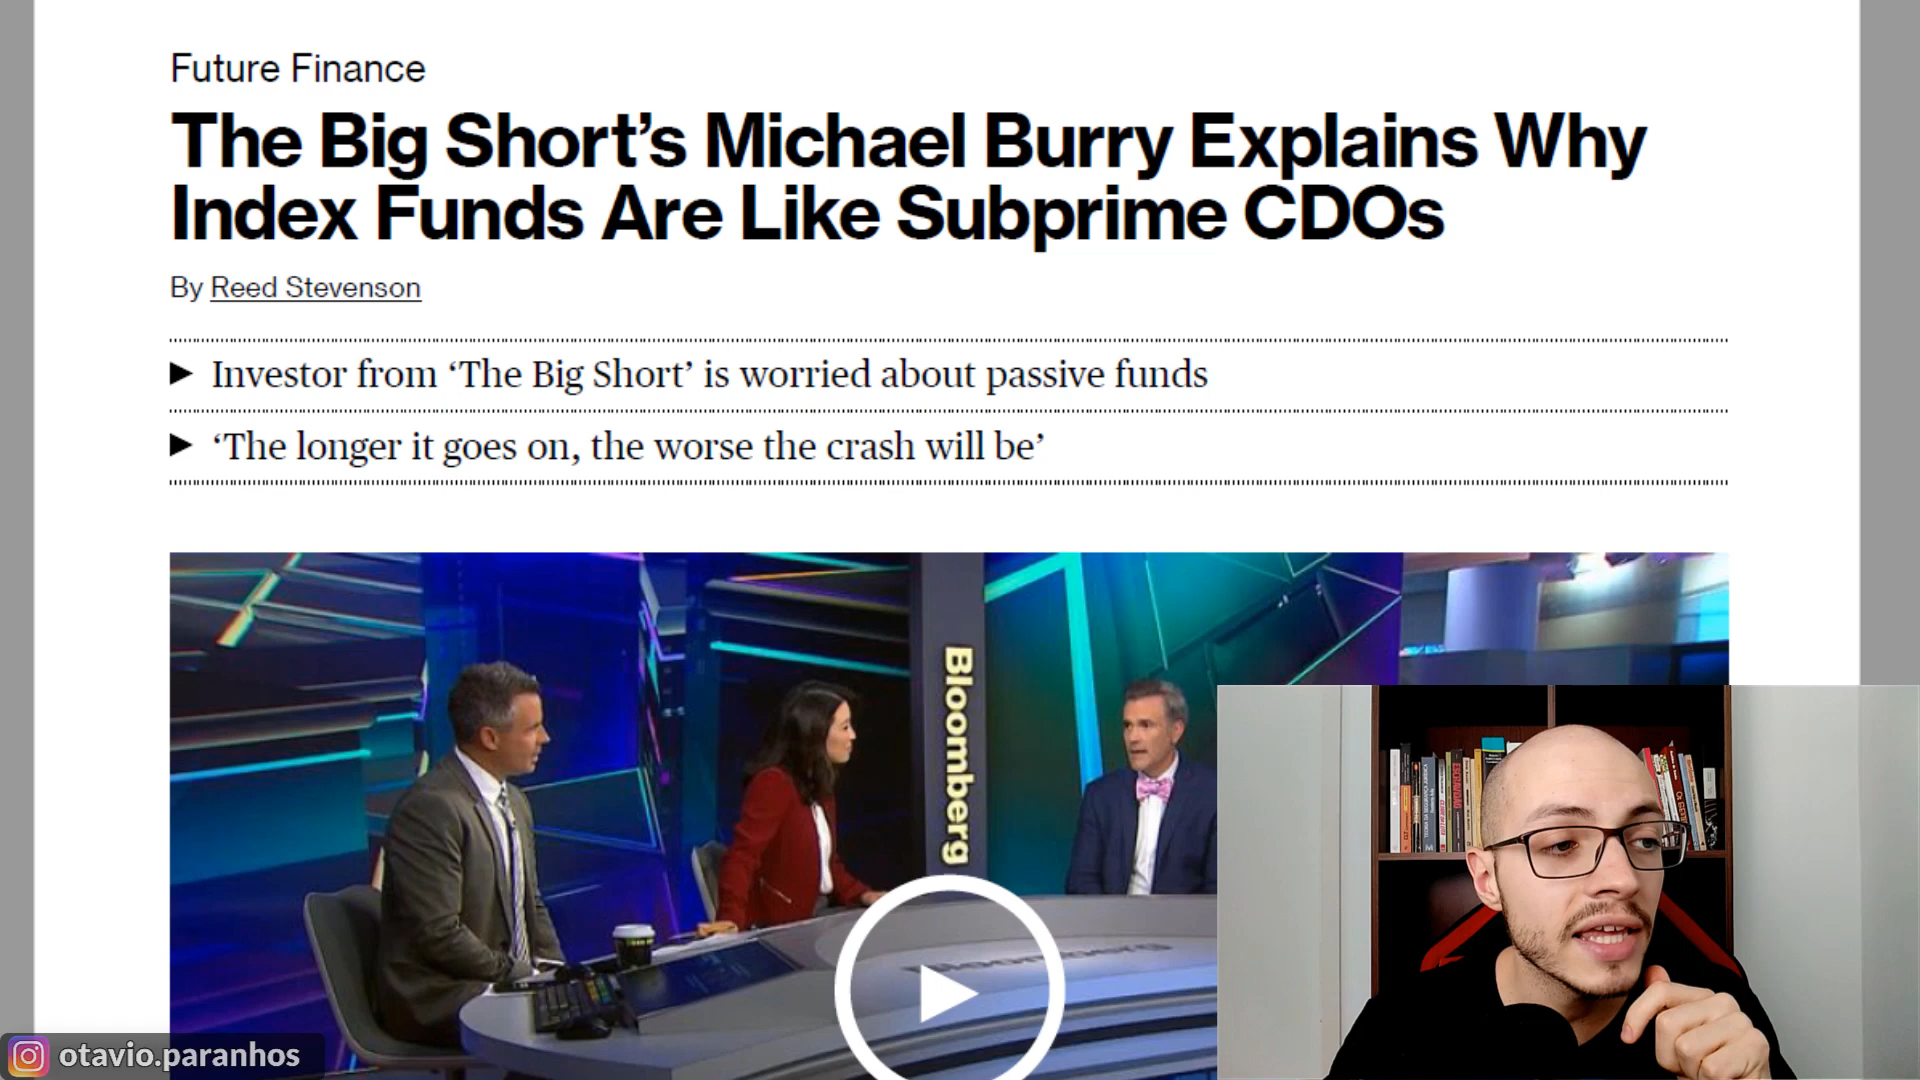 Future Finance
The Big Short’s Michael Burry Explains Why
Index Funds Are Like Subprime CDOs
By Reed Stevenson
Investor from ‘The Big Short’ is worried about passive funds
‘The longer it goes on, the worse the crash will be’
Bloomberg
Bloomberg
otavio.paranhos